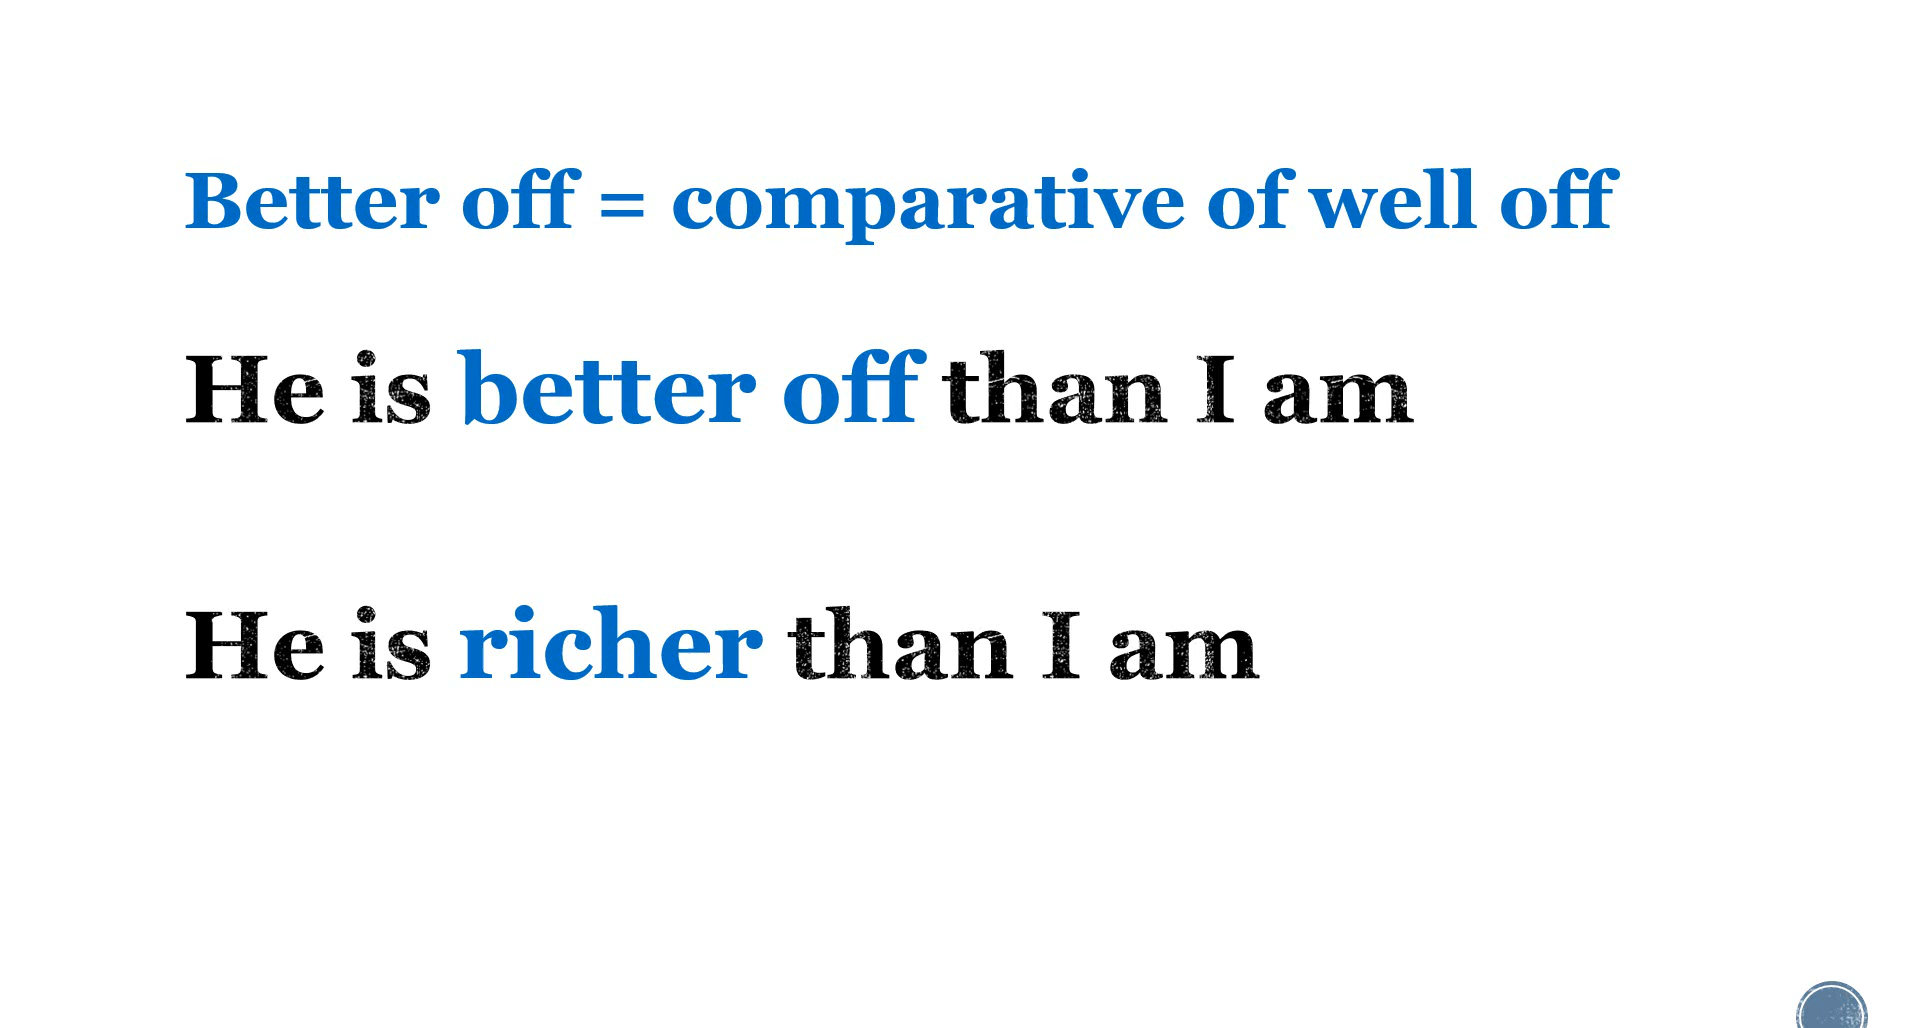 Better off = comparative of well off
He is better off than I am
He is richer than I am